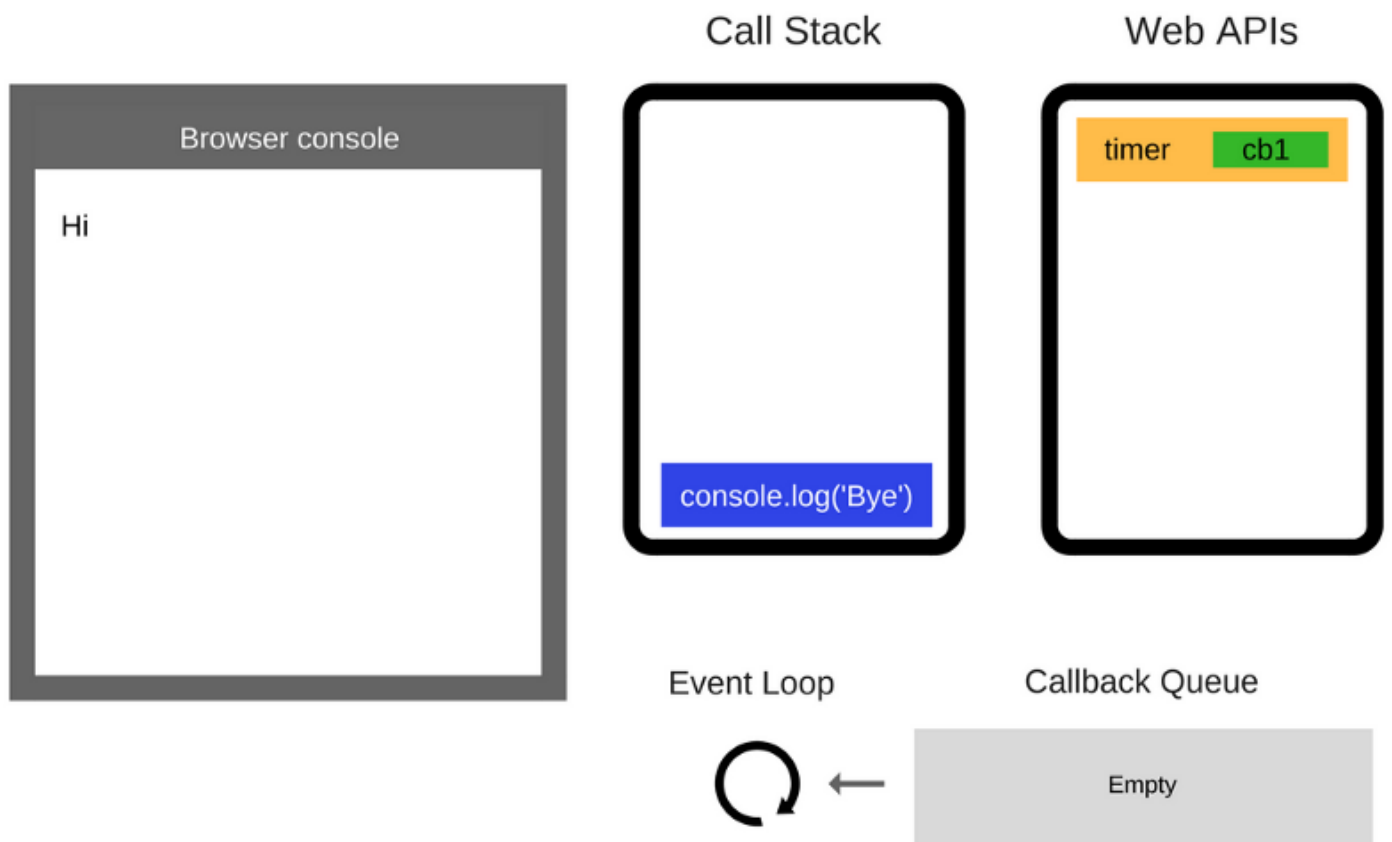 Call Stack
Web APIs
Browser console
Hi
timer
cb1
console.log('Bye')
Event Loop
Callback Queue
Empty